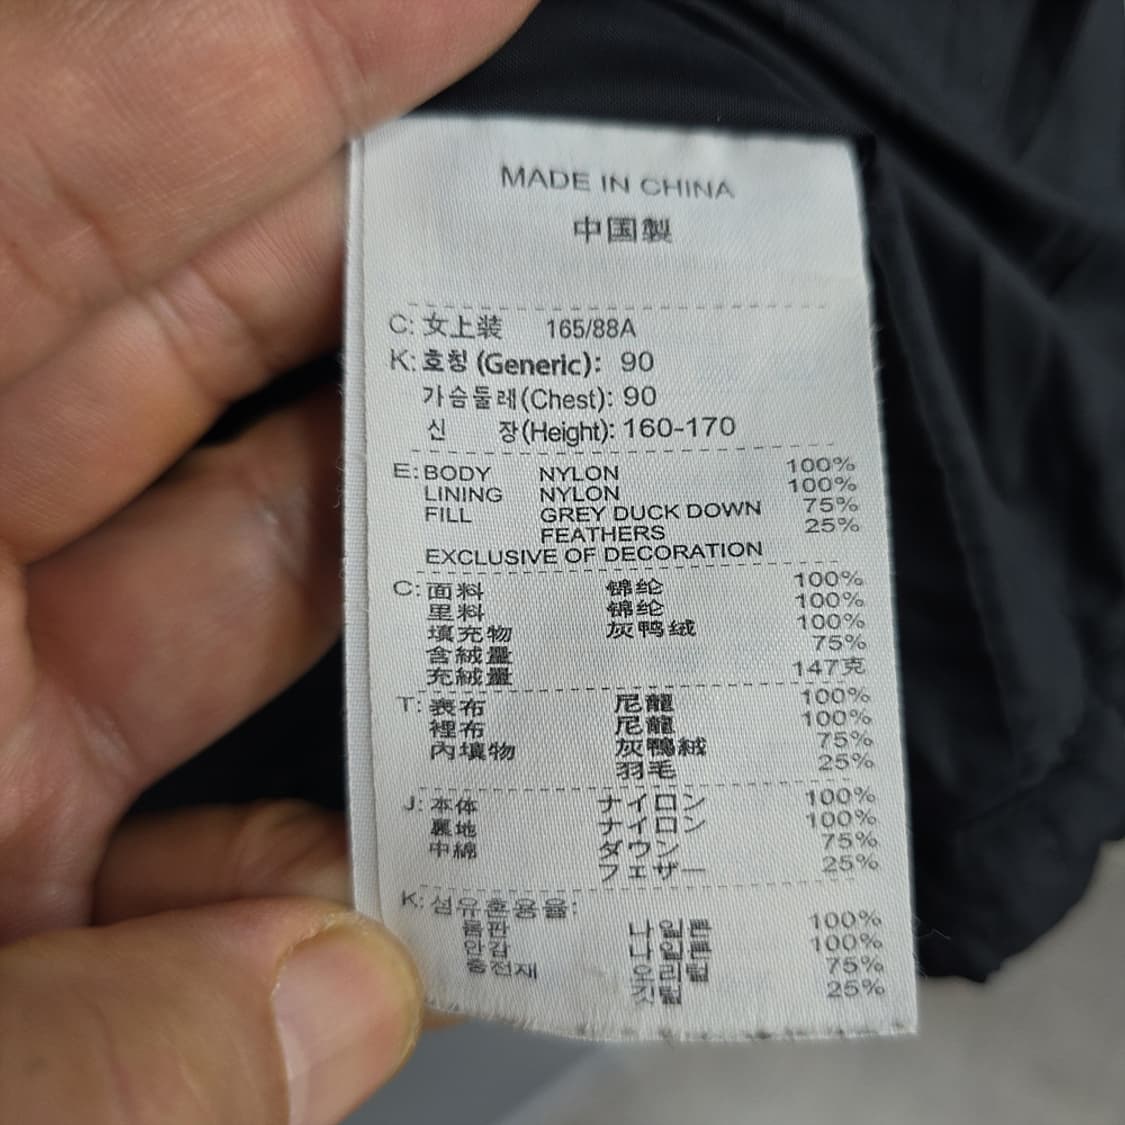 MADE IN CHINA
中国製
C: 女上装 165/88A
K: 호칭 (Generic): 90
가슴둘레(Chest): 90
신 장(Height): 160-170
E: BODY NYLON 100%
LINING NYLON 100%
FILL GREY DUCK DOWN 75%
FEATHERS 25%
EXCLUSIVE OF DECORATION
C: 面料 锦纶 100%
里料 锦纶 100%
填充物 灰鸭绒 100%
含絨量 75%
充絨量 147克
T: 表布 尼龍 100%
裡布 尼龍 100%
內填物 灰鴨絨 75%
羽毛 25%
J: 本体 ナイロン 100%
裏地 ナイロン 100%
中綿 ダウン 75%
フェザー 25%
K: 섬유혼용율:
몸판 나일론 100%
안감 나일론 100%
충전재 오리털 75%
깃털 25%